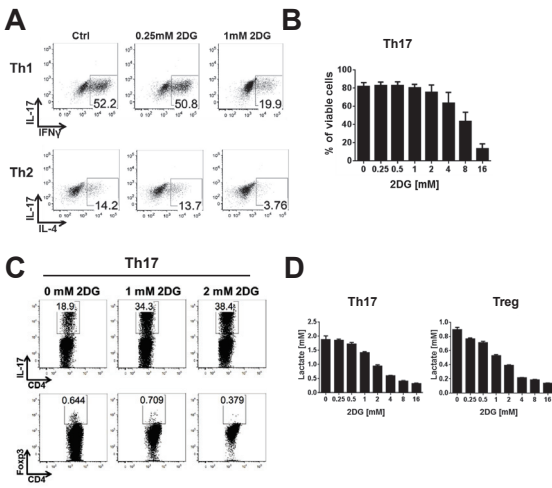 A
Ctrl 0.25mM 2DG 1mM 2DG
Th1
52.2 50.8 19.9
IL-17
IFNγ
Th2
14.2 13.7 3.76
IL-17
IL-4
B
Th17
% of viable cells
100
80
60
40
20
0
0 0.25 0.5 1 2 4 8 16
2DG [mM]
C
Th17
0 mM 2DG 1 mM 2DG 2 mM 2DG
18.9 34.3 38.4
IL-17
CD4
0.644 0.709 0.379
Foxp3
CD4
D
Th17
Lactate [mM]
2.5
2.0
1.5
1.0
0.5
0.0
0 0.25 0.5 1 2 4 8 16
2DG [mM]
Treg
Lactate [mM]
1.0
0.8
0.6
0.4
0.2
0.0
0 0.25 0.5 1 2 4 8 16
2DG [mM]